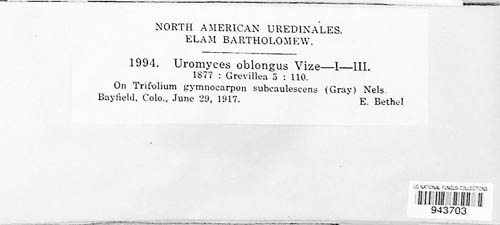 NORTH AMERICAN UREDINALES.
ELAM BARTHOLOMEW.
1994. Uromyces oblongus Vize—I—III.
1877 : Grevillea 5 : 110.
On Trifolium gymnocarpon subcaulescens (Gray) Nels.
Bayfield, Colo., June 29, 1917. E. Bethel
US NATIONAL FUNGUS COLLECTIONS
943703